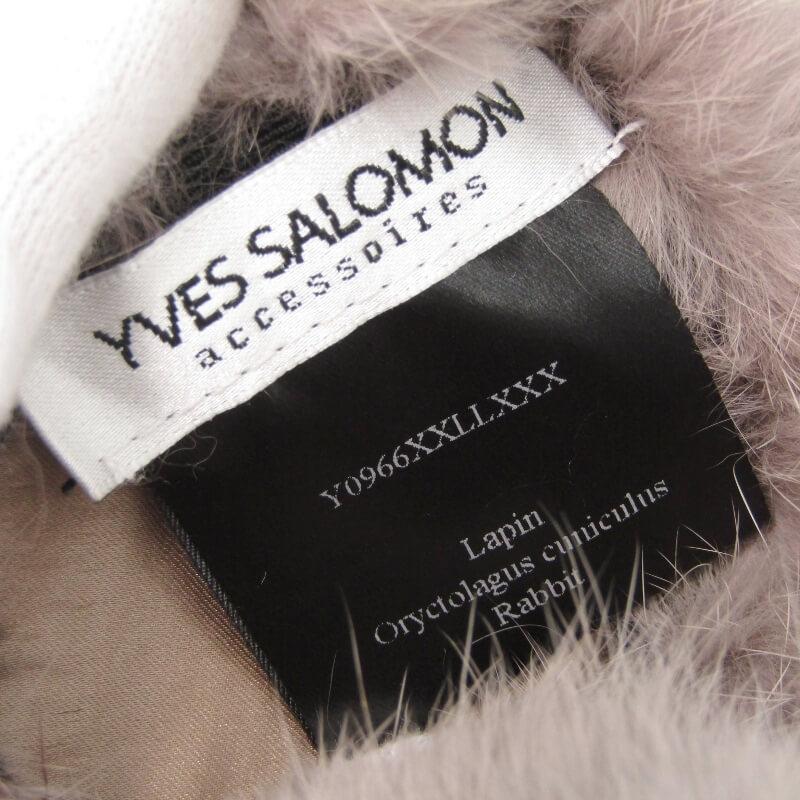 YVES SALOMON
accessoires
Y0966XXLLXXX
Lapin
Oryctolagus cuniculus
Rabbit